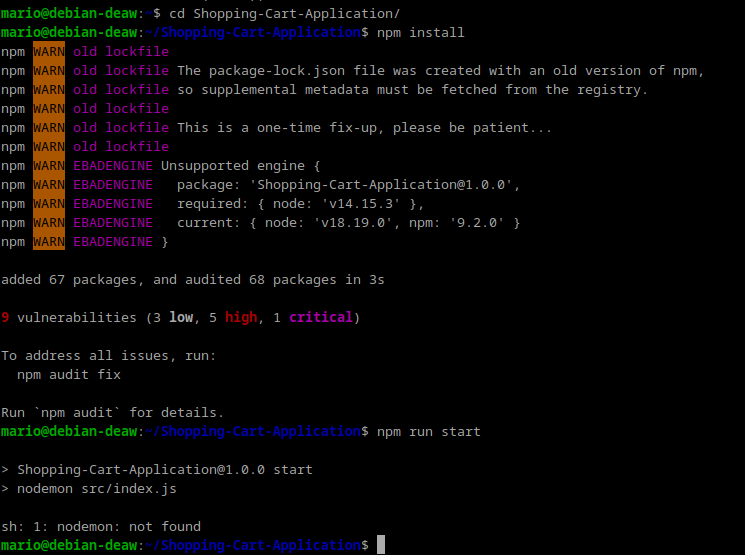 mario@debian-deaw:~$ cd Shopping-Cart-Application/
mario@debian-deaw:~/Shopping-Cart-Application$ npm install
npm WARN old lockfile
npm WARN old lockfile The package-lock.json file was created with an old version of npm,
npm WARN old lockfile so supplemental metadata must be fetched from the registry.
npm WARN old lockfile
npm WARN old lockfile This is a one-time fix-up, please be patient...
npm WARN old lockfile
npm WARN EBADENGINE Unsupported engine {
npm WARN EBADENGINE   package: 'Shopping-Cart-Application@1.0.0',
npm WARN EBADENGINE   required: { node: 'v14.15.3' },
npm WARN EBADENGINE   current: { node: 'v18.19.0', npm: '9.2.0' }
npm WARN EBADENGINE }
added 67 packages, and audited 68 packages in 3s
9 vulnerabilities (3 low, 5 high, 1 critical)
To address all issues, run:
  npm audit fix
Run `npm audit` for details.
mario@debian-deaw:~/Shopping-Cart-Application$ npm run start
> Shopping-Cart-Application@1.0.0 start
> nodemon src/index.js
sh: 1: nodemon: not found
mario@debian-deaw:~/Shopping-Cart-Application$